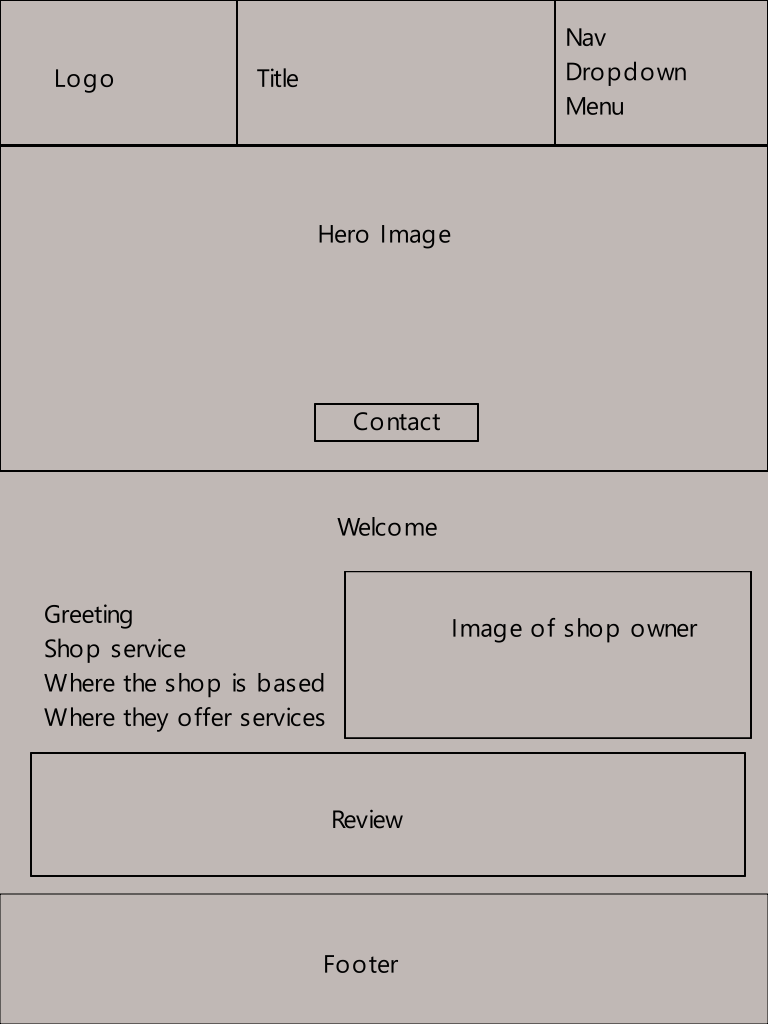 Logo
Title
Nav
Dropdown
Menu
Hero Image
Contact
Welcome
Greeting
Shop service
Where the shop is based
Where they offer services
Image of shop owner
Review
Footer